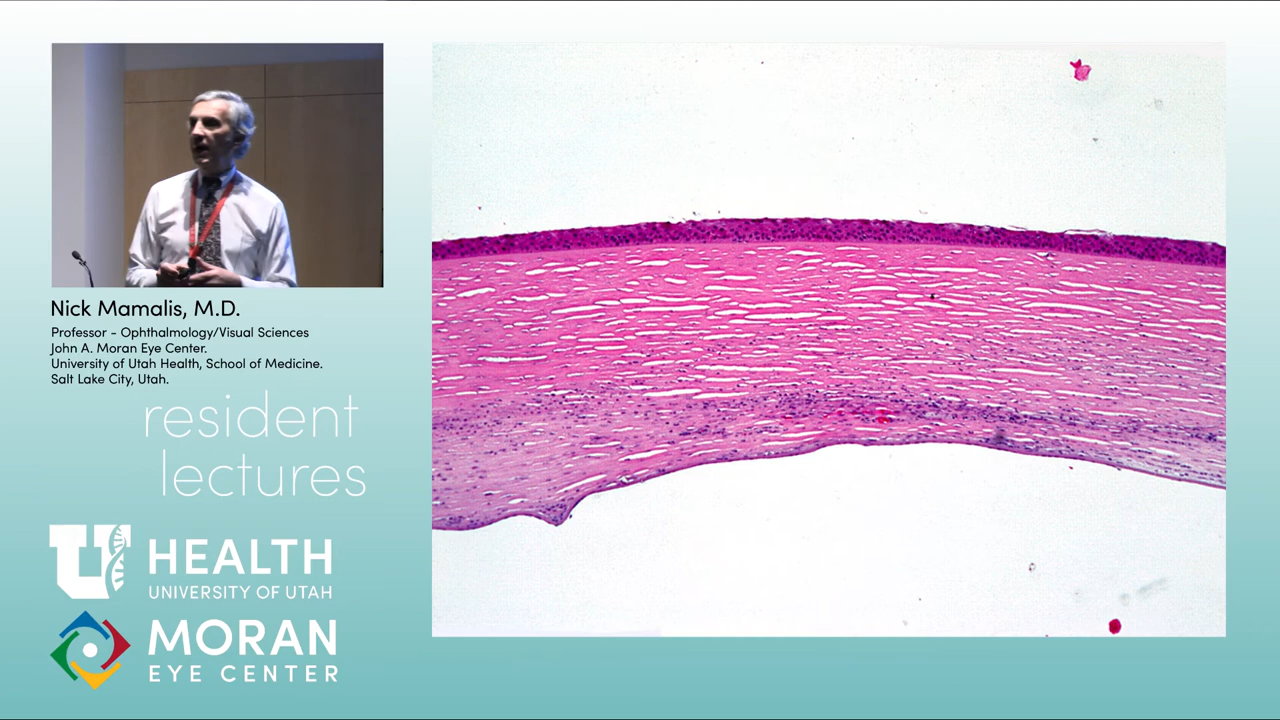 Nick Mamalis, M.D.
Professor - Ophthalmology/Visual Sciences
John A. Moran Eye Center.
University of Utah Health, School of Medicine.
Salt Lake City, Utah.
resident
lectures
U HEALTH
UNIVERSITY OF UTAH
MORAN
EYE CENTER